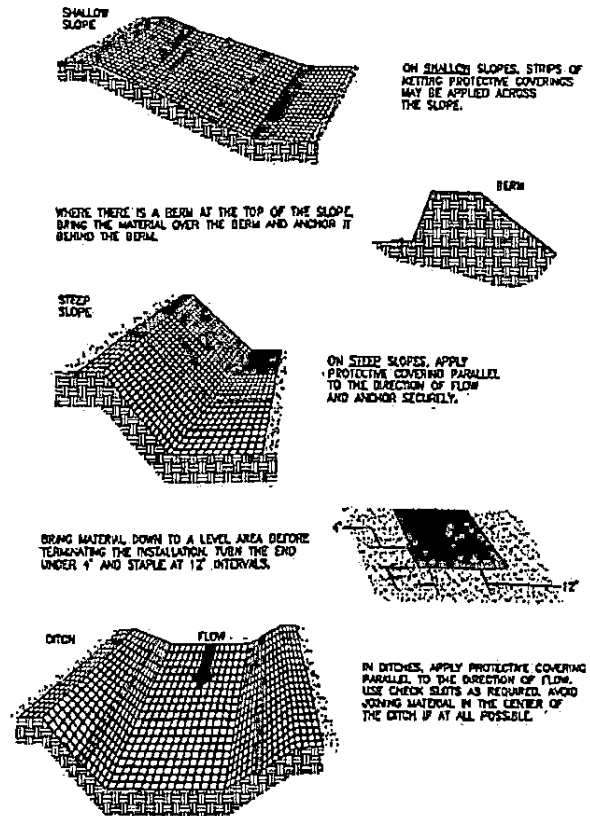 SHALLOW
SLOPE
ON SHALLOW SLOPES, STRIPS OF
NETTING PROTECTIVE COVERINGS
MAY BE APPLIED ACROSS
THE SLOPE.
BERM
WHERE THERE IS A BERM AT THE TOP OF THE SLOPE,
BRING THE MATERIAL OVER THE BERM AND ANCHOR IT
BEHIND THE BERM.
STEEP
SLOPE
ON STEEP SLOPES, APPLY
PROTECTIVE COVERING PARALLEL
TO THE DIRECTION OF FLOW
AND ANCHOR SECURELY.
BRING MATERIAL DOWN TO A LEVEL AREA BEFORE
TERMINATING THE INSTALLATION. TURN THE END
UNDER 4" AND STAPLE AT 12" INTERVALS.
4"
12"
DITCH
FLOW
IN DITCHES, APPLY PROTECTIVE COVERING
PARALLEL TO THE DIRECTION OF FLOW.
USE CHECK SLOTS AS REQUIRED. AVOID
JOINING MATERIAL IN THE CENTER OF
THE DITCH IF AT ALL POSSIBLE.